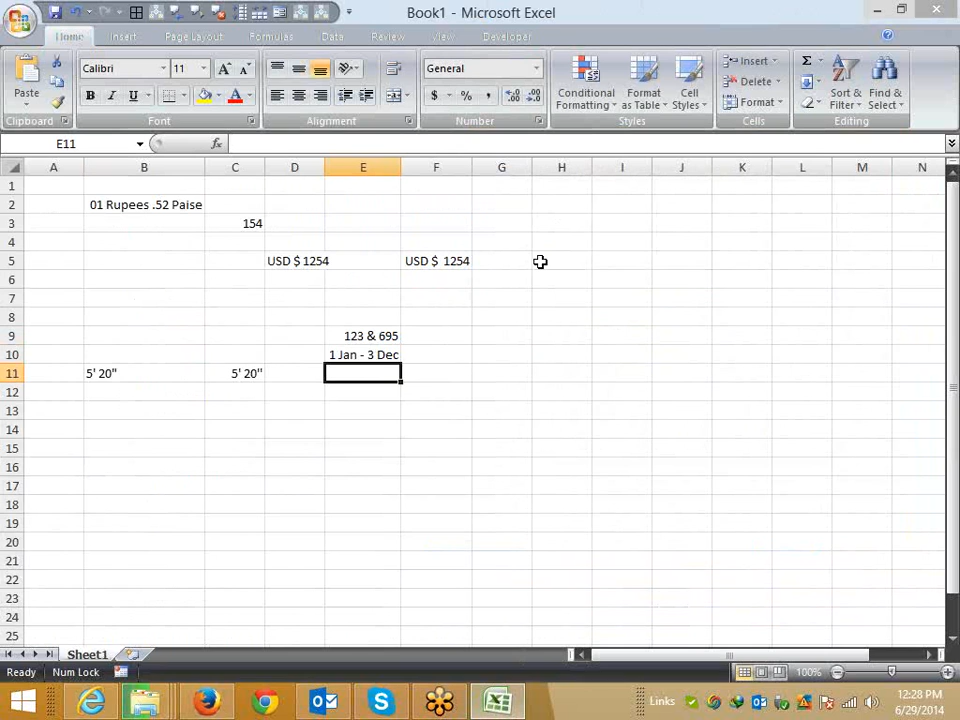 Book1 - Microsoft Excel
Home Insert Page Layout Formulas Data Review View Developer
Paste
Calibri 11
B I U
General
$ % ,
Conditional Formatting
Format as Table
Cell Styles
Insert
Delete
Format
Sort & Filter
Find & Select
Clipboard Font Alignment Number Styles Cells Editing
E11 fx
A B C D E F G H I J K L M N
1
2 01 Rupees .52 Paise
3 154
4
5 USD $ 1254 USD $ 1254
6
7
8
9 123 & 695
10 1 Jan - 3 Dec
11 5' 20" 5' 20"
12
13
14
15
16
17
18
19
20
21
22
23
24
25
Sheet1
Ready Num Lock 100%
Links 12:28 PM
6/29/2014